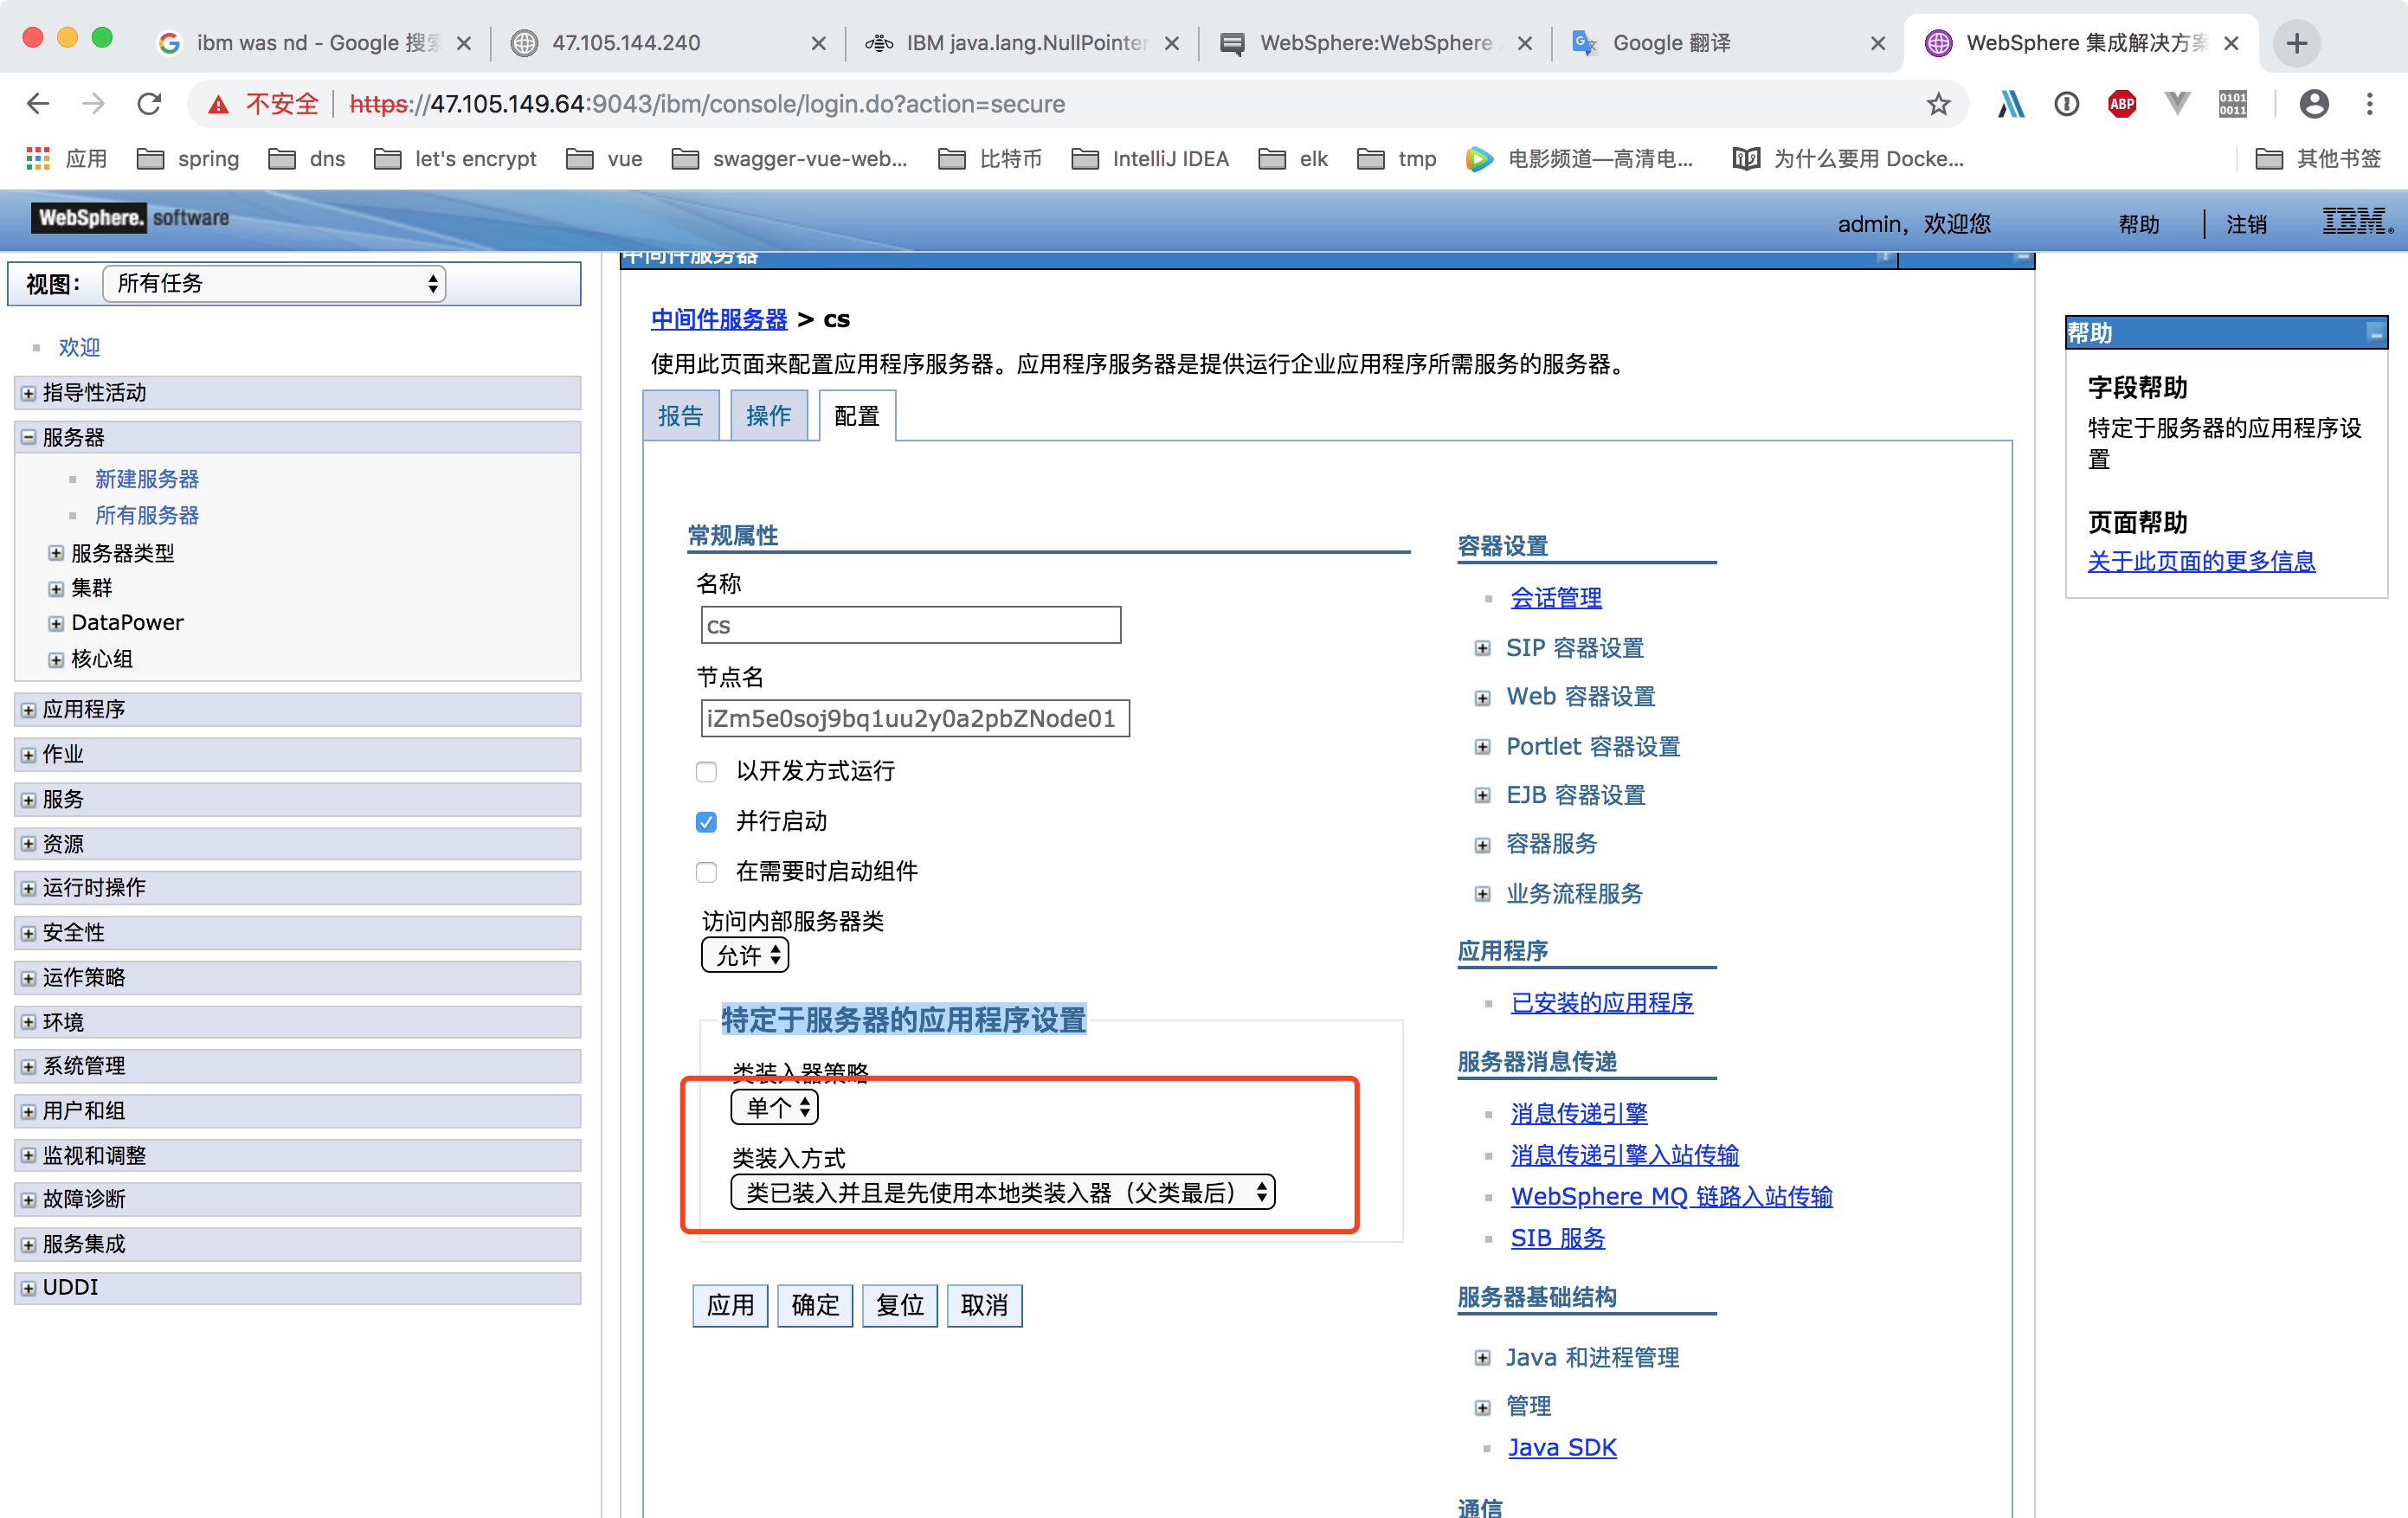 ibm was nd - Google 搜索
47.105.144.240
IBM java.lang.NullPointer
WebSphere:WebSphere
Google 翻译
WebSphere 集成解决方案
不安全
https://47.105.149.64:9043/ibm/console/login.do?action=secure
ABP
0101
0011
应用
spring
dns
let's encrypt
vue
swagger-vue-web...
比特币
IntelliJ IDEA
elk
tmp
电影频道—高清电...
为什么要用 Docke...
其他书签
WebSphere. software
admin，欢迎您
帮助
注销
IBM.
视图：
所有任务
欢迎
指导性活动
服务器
新建服务器
所有服务器
服务器类型
集群
DataPower
核心组
应用程序
作业
服务
资源
运行时操作
安全性
运作策略
环境
系统管理
用户和组
监视和调整
故障诊断
服务集成
UDDI
中间件服务器
中间件服务器 > cs
使用此页面来配置应用程序服务器。应用程序服务器是提供运行企业应用程序所需服务的服务器。
报告
操作
配置
常规属性
名称
cs
节点名
iZm5e0soj9bq1uu2y0a2pbZNode01
以开发方式运行
并行启动
在需要时启动组件
访问内部服务器类
允许
特定于服务器的应用程序设置
类装入器策略
单个
类装入方式
类已装入并且是先使用本地类装入器（父类最后）
应用
确定
复位
取消
容器设置
会话管理
SIP 容器设置
Web 容器设置
Portlet 容器设置
EJB 容器设置
容器服务
业务流程服务
应用程序
已安装的应用程序
服务器消息传递
消息传递引擎
消息传递引擎入站传输
WebSphere MQ 链路入站传输
SIB 服务
服务器基础结构
Java 和进程管理
管理
Java SDK
通信
帮助
字段帮助
特定于服务器的应用程序设
置
页面帮助
关于此页面的更多信息